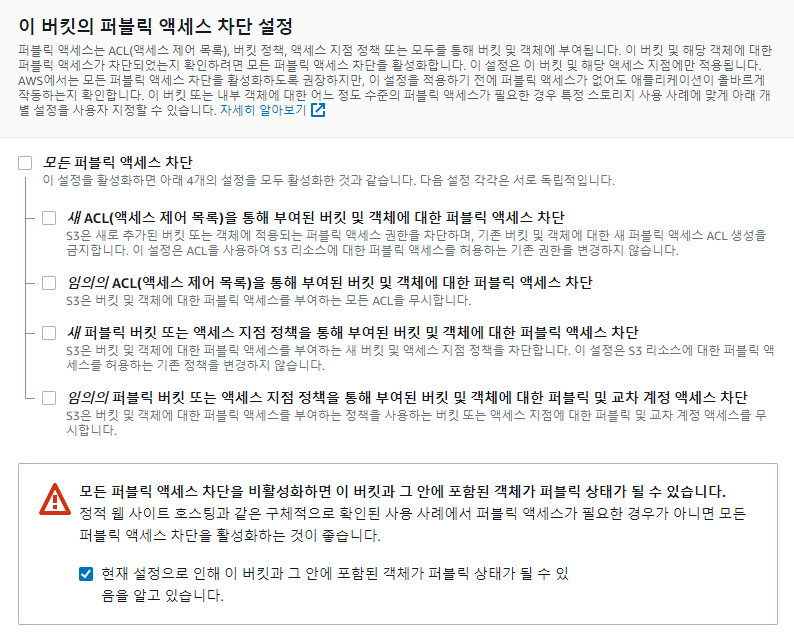 이 버킷의 퍼블릭 액세스 차단 설정
퍼블릭 액세스는 ACL(액세스 제어 목록), 버킷 정책, 액세스 지점 정책 또는 모두를 통해 버킷 및 객체에 부여됩니다. 이 버킷 및 해당 객체에 대한
퍼블릭 액세스가 차단되었는지 확인하려면 모든 퍼블릭 액세스 차단을 활성화합니다. 이 설정은 이 버킷 및 해당 액세스 지점에만 적용됩니다.
AWS에서는 모든 퍼블릭 액세스 차단을 활성화하도록 권장하지만, 이 설정을 적용하기 전에 퍼블릭 액세스가 없어도 애플리케이션이 올바르게
작동하는지 확인합니다. 이 버킷 또는 내부 객체에 대한 어느 정도 수준의 퍼블릭 액세스가 필요한 경우 특정 스토리지 사용 사례에 맞게 아래 개
별 설정을 사용자 지정할 수 있습니다. 자세히 알아보기
모든 퍼블릭 액세스 차단
이 설정을 활성화하면 아래 4개의 설정을 모두 활성화한 것과 같습니다. 다음 설정 각각은 서로 독립적입니다.
새 ACL(액세스 제어 목록)을 통해 부여된 버킷 및 객체에 대한 퍼블릭 액세스 차단
S3은 새로 추가된 버킷 또는 객체에 적용되는 퍼블릭 액세스 권한을 차단하며, 기존 버킷 및 객체에 대한 새 퍼블릭 액세스 ACL 생성을
금지합니다. 이 설정은 ACL을 사용하여 S3 리소스에 대한 퍼블릭 액세스를 허용하는 기존 권한을 변경하지 않습니다.
임의의 ACL(액세스 제어 목록)을 통해 부여된 버킷 및 객체에 대한 퍼블릭 액세스 차단
S3은 버킷 및 객체에 대한 퍼블릭 액세스를 부여하는 모든 ACL을 무시합니다.
새 퍼블릭 버킷 또는 액세스 지점 정책을 통해 부여된 버킷 및 객체에 대한 퍼블릭 액세스 차단
S3은 버킷 및 객체에 대한 퍼블릭 액세스를 부여하는 새 버킷 및 액세스 지점 정책을 차단합니다. 이 설정은 S3 리소스에 대한 퍼블릭 액
세스를 허용하는 기존 정책을 변경하지 않습니다.
임의의 퍼블릭 버킷 또는 액세스 지점 정책을 통해 부여된 버킷 및 객체에 대한 퍼블릭 및 교차 계정 액세스 차단
S3은 버킷 및 객체에 대한 퍼블릭 액세스를 부여하는 정책을 사용하는 버킷 또는 액세스 지점에 대한 퍼블릭 및 교차 계정 액세스를 무
시합니다.
모든 퍼블릭 액세스 차단을 비활성화하면 이 버킷과 그 안에 포함된 객체가 퍼블릭 상태가 될 수 있습니다.
정적 웹 사이트 호스팅과 같은 구체적으로 확인된 사용 사례에서 퍼블릭 액세스가 필요한 경우가 아니면 모든
퍼블릭 액세스 차단을 활성화하는 것이 좋습니다.
현재 설정으로 인해 이 버킷과 그 안에 포함된 객체가 퍼블릭 상태가 될 수 있
음을 알고 있습니다.